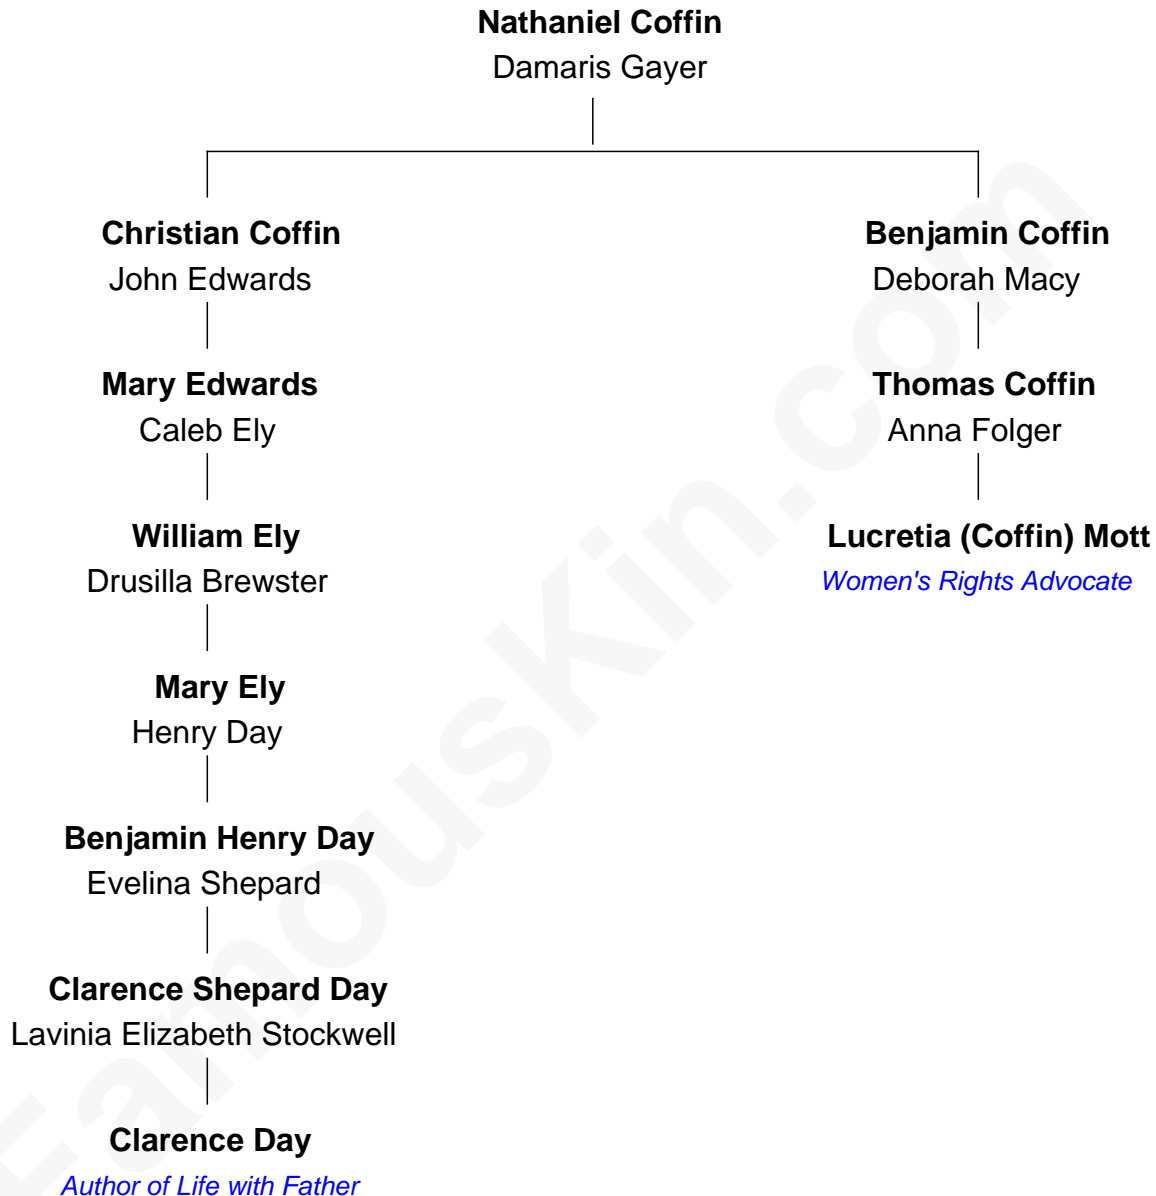 Nathaniel Coffin
Damaris Gayer
Christian Coffin
John Edwards
Benjamin Coffin
Deborah Macy
Mary Edwards
Caleb Ely
Thomas Coffin
Anna Folger
William Ely
Drusilla Brewster
Lucretia (Coffin) Mott
Women's Rights Advocate
Mary Ely
Henry Day
Benjamin Henry Day
Evelina Shepard
Clarence Shepard Day
Lavinia Elizabeth Stockwell
Clarence Day
Author of Life with Father
FamousKin.com